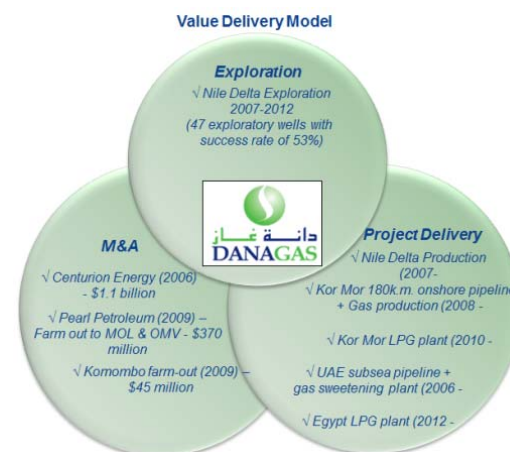 Value Delivery Model
Exploration
√ Nile Delta Exploration
2007-2012
(47 exploratory wells with
success rate of 53%)
دانة غاز
DANAGAS
M&A
√ Centurion Energy (2006)
- $1.1 billion
√ Pearl Petroleum (2009) –
Farm out to MOL & OMV - $370
million
√ Komombo farm-out (2009) –
$45 million
Project Delivery
√ Nile Delta Production
(2007-
√ Kor Mor 180k.m. onshore pipeline
+ Gas production (2008 -
√ Kor Mor LPG plant (2010 -
√ UAE subsea pipeline +
gas sweetening plant (2006 -
√ Egypt LPG plant (2012 -